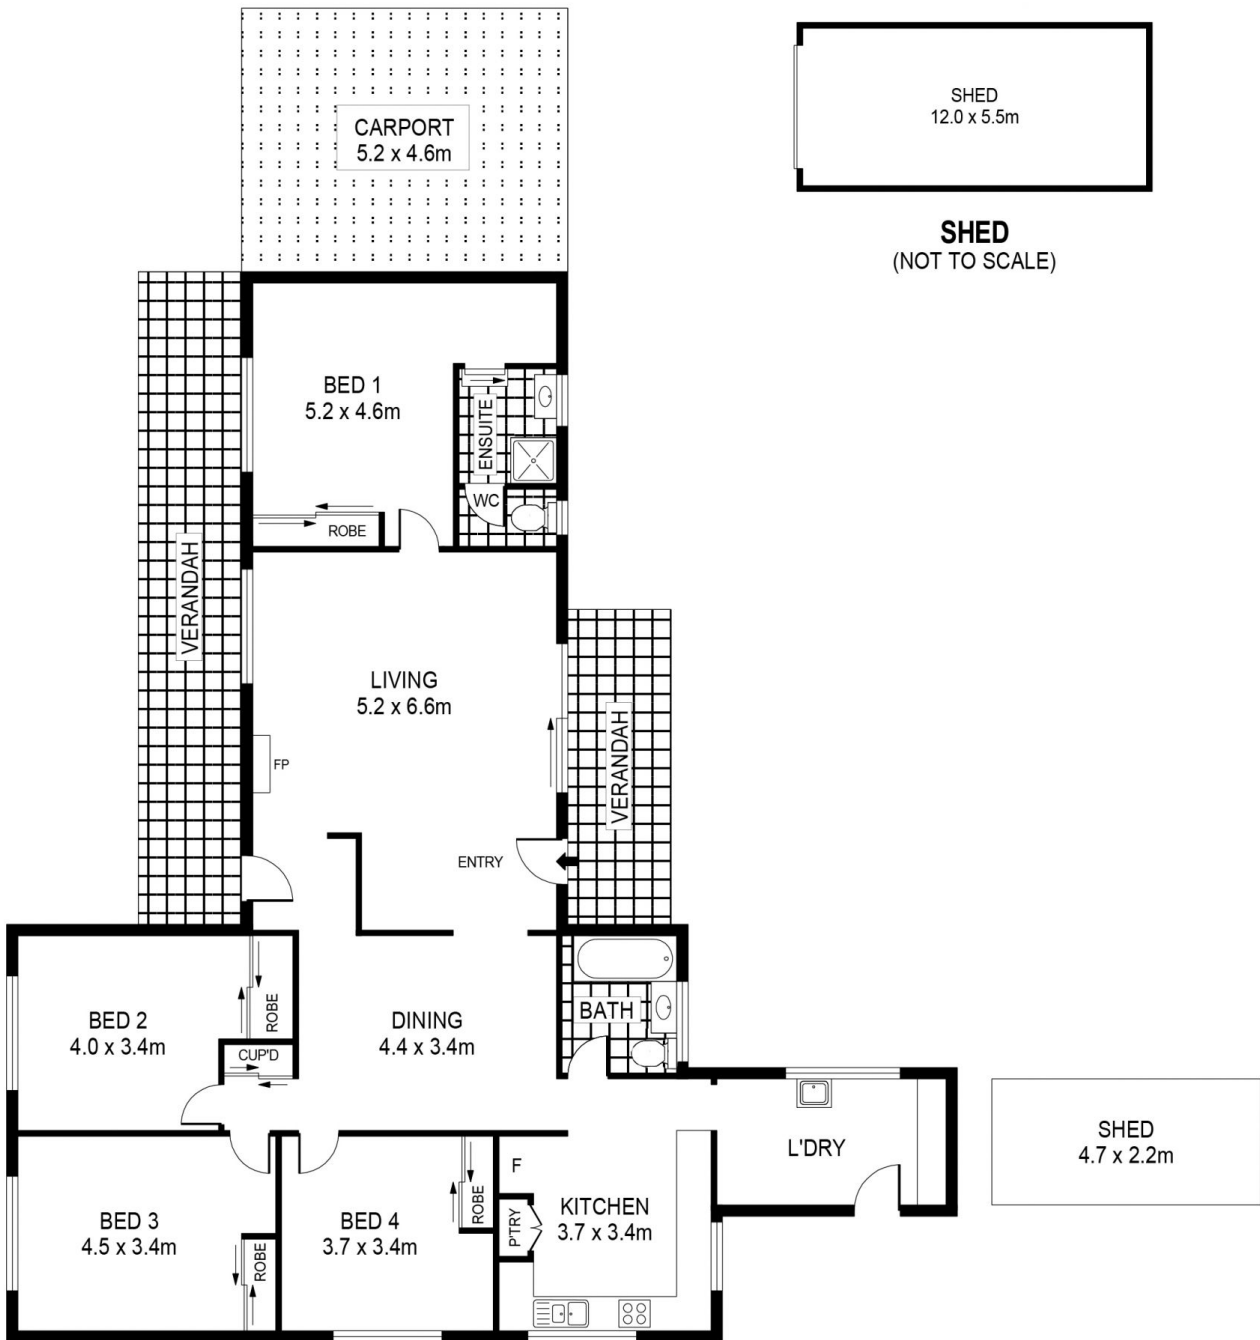 CARPORT
5.2 x 4.6m
SHED
12.0 x 5.5m
SHED
(NOT TO SCALE)
BED 1
5.2 x 4.6m
ENSUITE
WC
ROBE
VERANDAH
LIVING
5.2 x 6.6m
FP
VERANDAH
ENTRY
BED 2
4.0 x 3.4m
ROBE
CUP'D
DINING
4.4 x 3.4m
BATH
L'DRY
SHED
4.7 x 2.2m
BED 3
4.5 x 3.4m
ROBE
BED 4
3.7 x 3.4m
ROBE
F
P'TRY
KITCHEN
3.7 x 3.4m